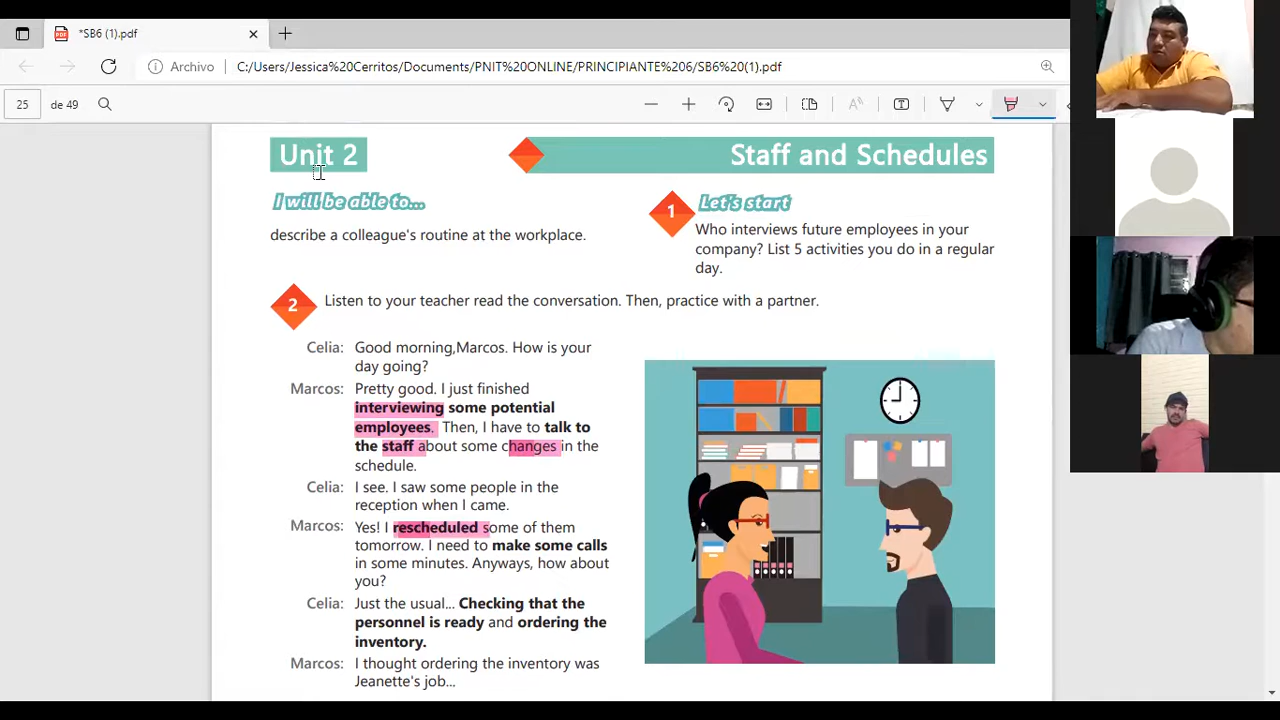 *SB6 (1).pdf
Archivo
C:/Users/Jessica%20Cerritos/Documents/PNIT%20ONLINE/PRINCIPIANTE%206/SB6%20(1).pdf
25 de 49
Unit 2
Staff and Schedules
I will be able to...
describe a colleague's routine at the workplace.
1
Let's start
Who interviews future employees in your
company? List 5 activities you do in a regular
day.
2
Listen to your teacher read the conversation. Then, practice with a partner.
Celia: Good morning,Marcos. How is your
day going?
Marcos: Pretty good. I just finished
interviewing some potential
employees. Then, I have to talk to
the staff about some changes in the
schedule.
Celia: I see. I saw some people in the
reception when I came.
Marcos: Yes! I rescheduled some of them
tomorrow. I need to make some calls
in some minutes. Anyways, how about
you?
Celia: Just the usual... Checking that the
personnel is ready and ordering the
inventory.
Marcos: I thought ordering the inventory was
Jeanette's job...